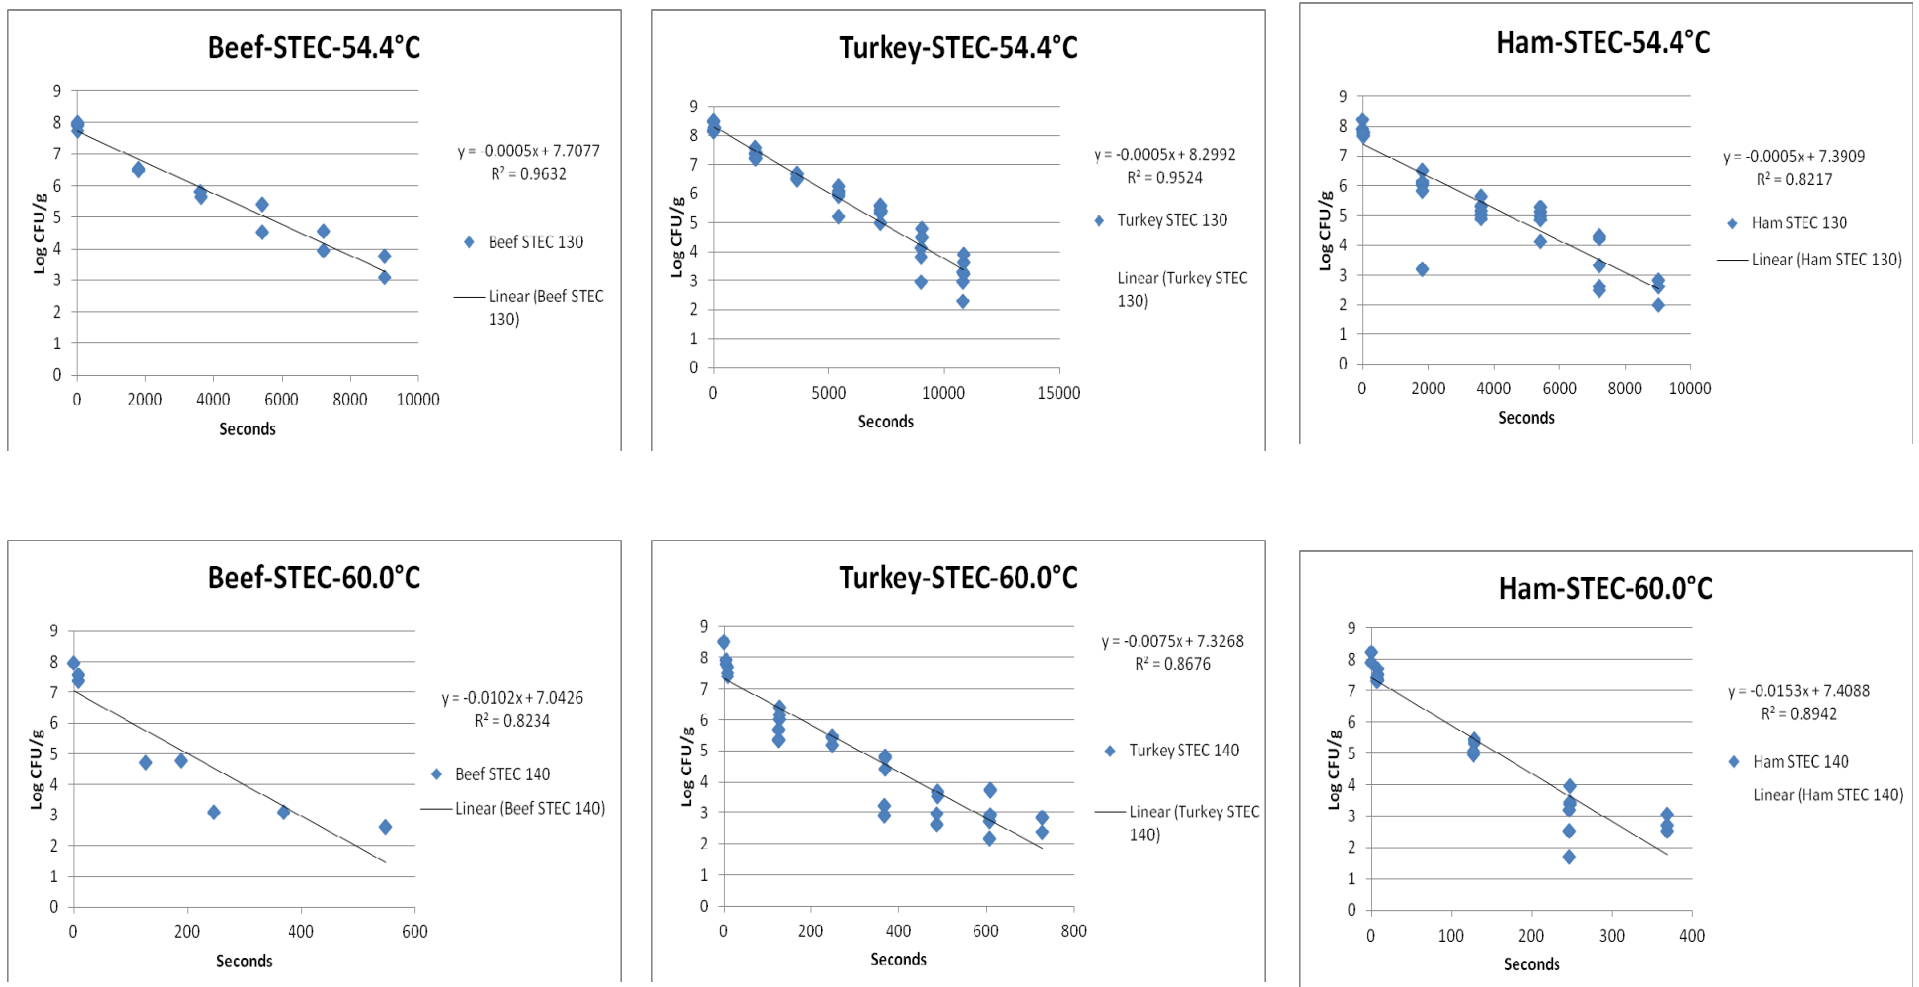 Beef-STEC-54.4°C
9
8
7
6
5
4
3
2
1
0
Log CFU/g
0 2000 4000 6000 8000 10000
Seconds
y = -0.0005x + 7.7077
R² = 0.9632
Beef STEC 130
Linear (Beef STEC
130)
Turkey-STEC-54.4°C
9
8
7
6
5
4
3
2
1
0
Log CFU/g
0 5000 10000 15000
Seconds
y = -0.0005x + 8.2992
R² = 0.9524
Turkey STEC 130
Linear (Turkey STEC
130)
Ham-STEC-54.4°C
9
8
7
6
5
4
3
2
1
0
Log CFU/g
0 2000 4000 6000 8000 10000
Seconds
y = -0.0005x + 7.3909
R² = 0.8217
Ham STEC 130
Linear (Ham STEC 130)
Beef-STEC-60.0°C
9
8
7
6
5
4
3
2
1
0
Log CFU/g
0 200 400 600
Seconds
y = -0.0102x + 7.0426
R² = 0.8234
Beef STEC 140
Linear (Beef STEC 140)
Turkey-STEC-60.0°C
9
8
7
6
5
4
3
2
1
0
Log CFU/g
0 200 400 600 800
Seconds
y = -0.0075x + 7.3268
R² = 0.8676
Turkey STEC 140
Linear (Turkey STEC
140)
Ham-STEC-60.0°C
9
8
7
6
5
4
3
2
1
0
Log CFU/g
0 100 200 300 400
Seconds
y = -0.0153x + 7.4088
R² = 0.8942
Ham STEC 140
Linear (Ham STEC 140)